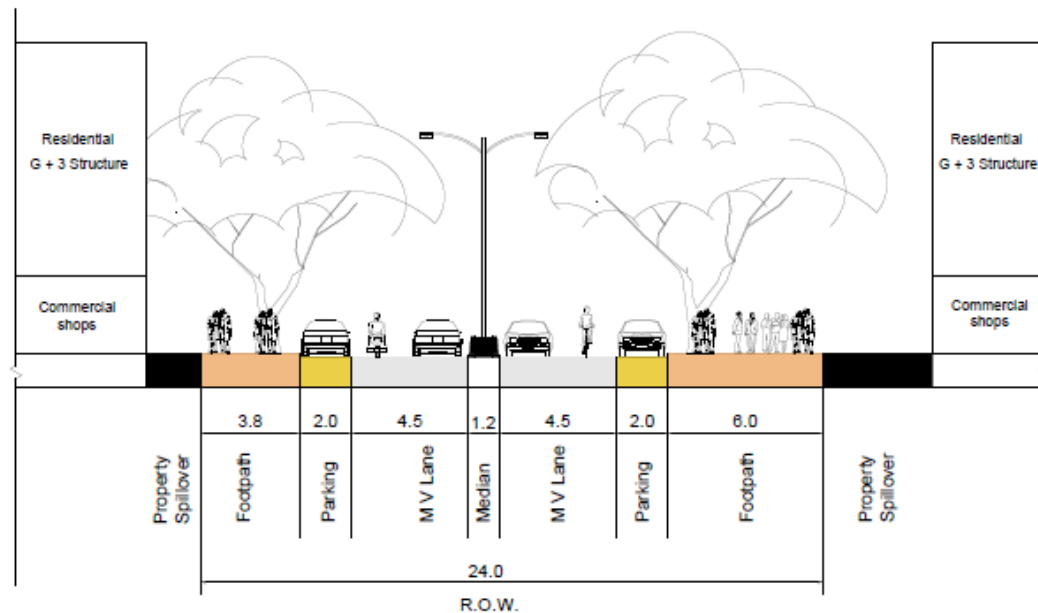 Residential
G + 3 Structure
Residential
G + 3 Structure
Commercial
shops
Commercial
shops
3.8
2.0
4.5
1.2
4.5
2.0
6.0
Property
Spillover
Footpath
Parking
M V Lane
Median
M V Lane
Parking
Footpath
Property
Spillover
24.0
R.O.W.